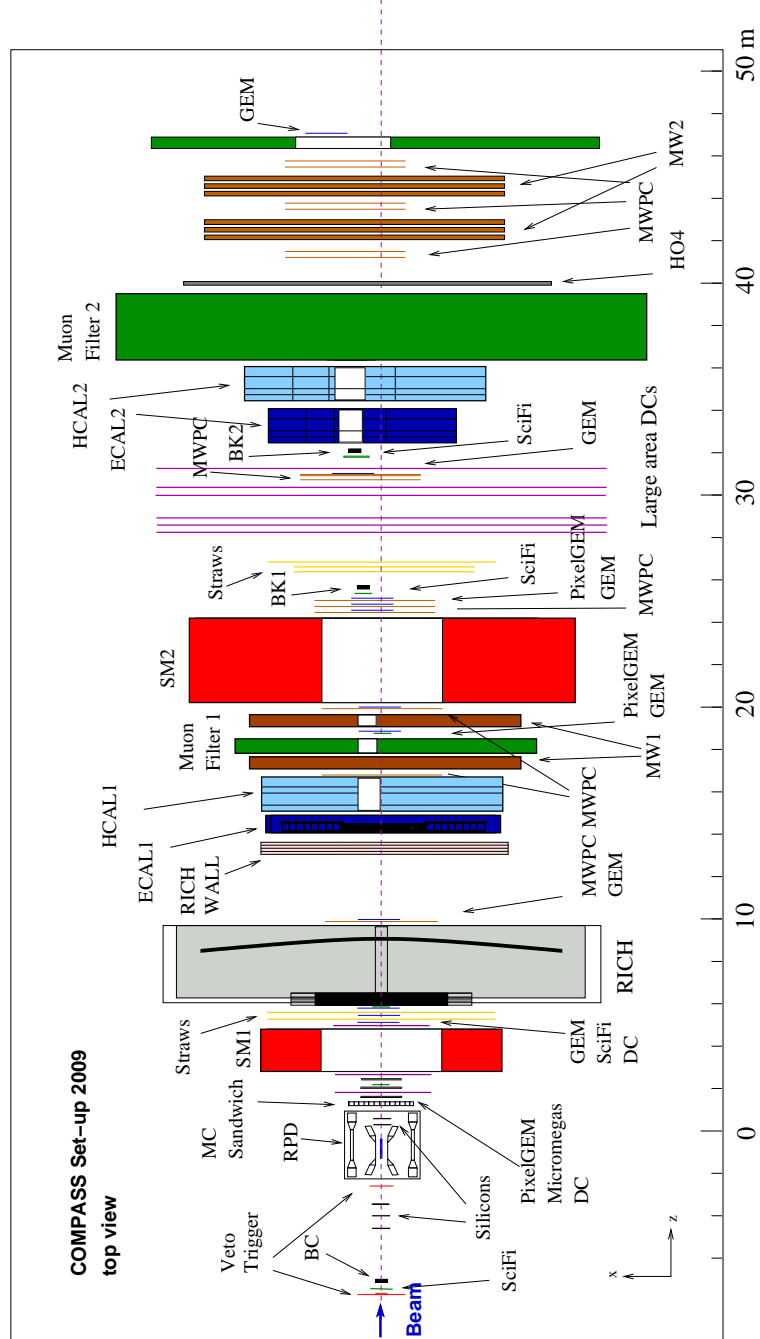 COMPASS Set-up 2009
top view
Beam
Veto
Trigger
BC
SciFi
Silicons
RPD
MC
Sandwich
PixelGEM
Micromegas
DC
SM1
Straws
GEM
SciFi
DC
RICH
MWPC
GEM
RICH
WALL
ECAL1
HCAL1
MWPC
MWPC
Muon
Filter 1
MW1
PixelGEM
GEM
SM2
MWPC
PixelGEM
GEM
SciFi
BK1
Straws
Large area DCs
MWPC
BK2
GEM
SciFi
ECAL2
HCAL2
Muon
Filter 2
HO4
MWPC
MW2
GEM
x
z
0
10
20
30
40
50 m